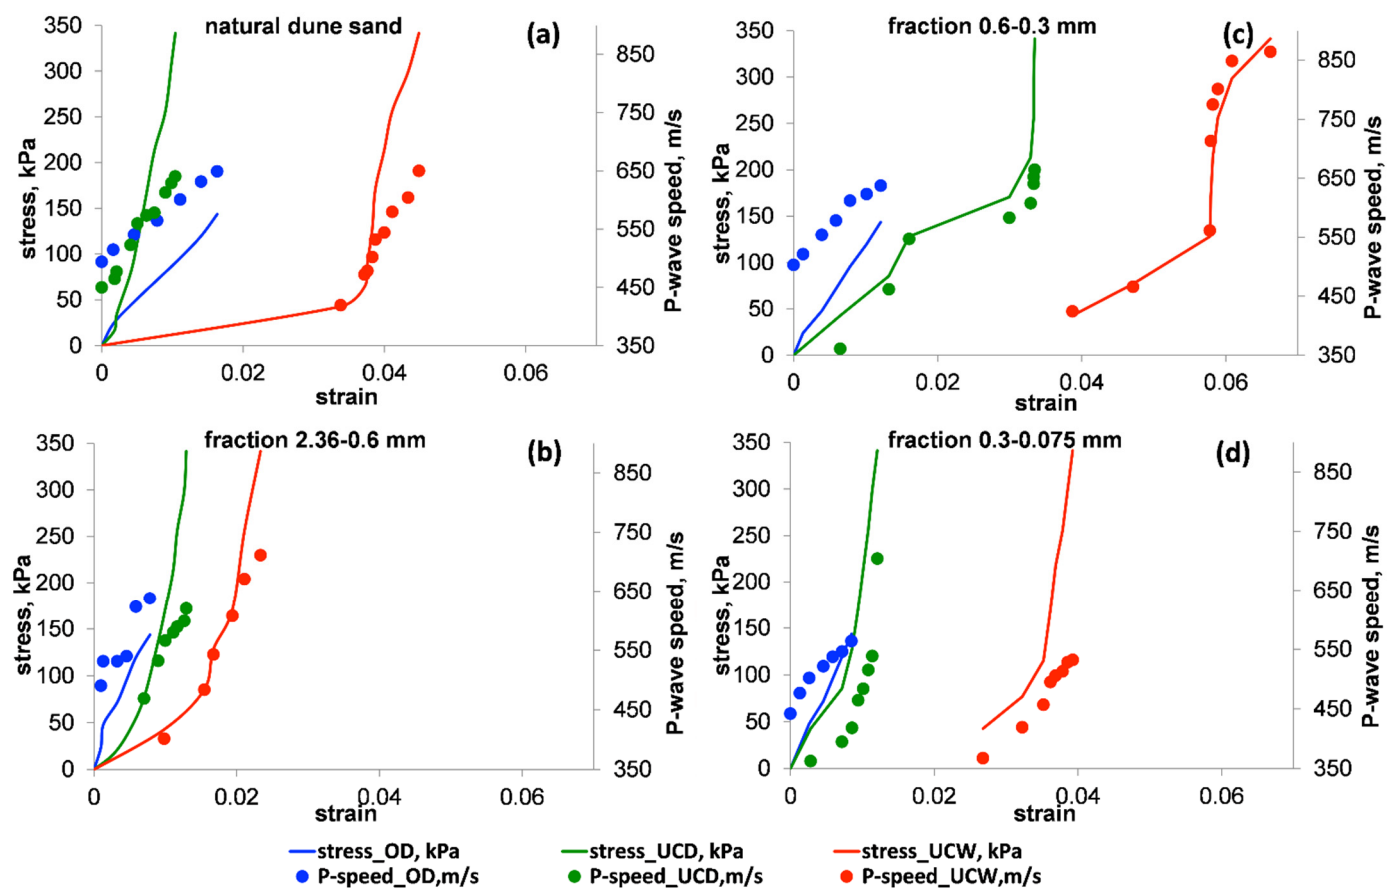 natural dune sand
(a)
350
300
250
200
150
100
50
0
stress, kPa
0
0.02
0.04
0.06
strain
850
750
650
550
450
350
P-wave speed, m/s
fraction 0.6-0.3 mm
(c)
350
300
250
200
150
100
50
0
stress, kPa
0
0.02
0.04
0.06
strain
850
750
650
550
450
350
P-wave speed, m/s
fraction 2.36-0.6 mm
(b)
350
300
250
200
150
100
50
0
stress, kPa
0
0.02
0.04
0.06
strain
850
750
650
550
450
350
P-wave speed, m/s
fraction 0.3-0.075 mm
(d)
350
300
250
200
150
100
50
0
stress, kPa
0
0.02
0.04
0.06
strain
850
750
650
550
450
350
P-wave speed, m/s
stress_OD, kPa
stress_UCD, kPa
stress_UCW, kPa
P-speed_OD,m/s
P-speed_UCD,m/s
P-speed_UCW,m/s